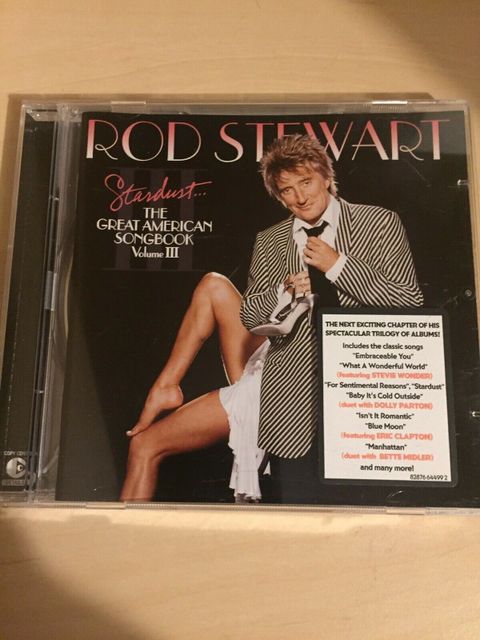 ROD STEWART
Stardust...
THE
GREAT AMERICAN
SONGBOOK
Volume III
THE NEXT EXCITING CHAPTER OF HIS
SPECTACULAR TRILOGY OF ALBUMS!
Includes the classic songs
"Embraceable You"
"What A Wonderful World"
(featuring STEVIE WONDER)
"For Sentimental Reasons", "Stardust"
"Baby It's Cold Outside"
(duet with DOLLY PARTON)
"Isn't It Romantic"
"Blue Moon"
(featuring ERIC CLAPTON)
"Manhattan"
(duet with BETTE MIDLER)
and many more!
82876 64499 2
COPY